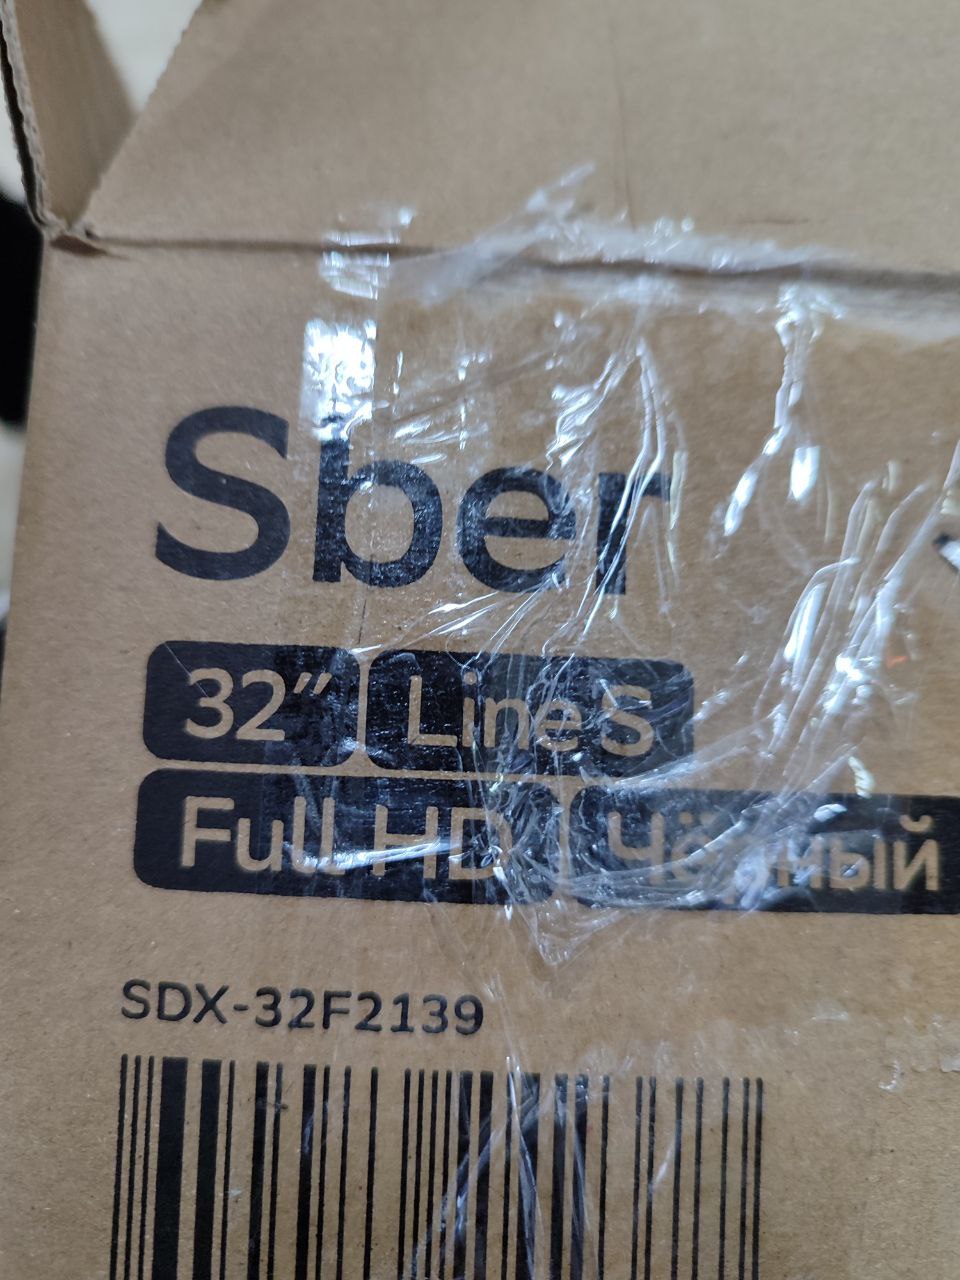 Sber
32” Line S
Full HD Чёрный
SDX-32F2139